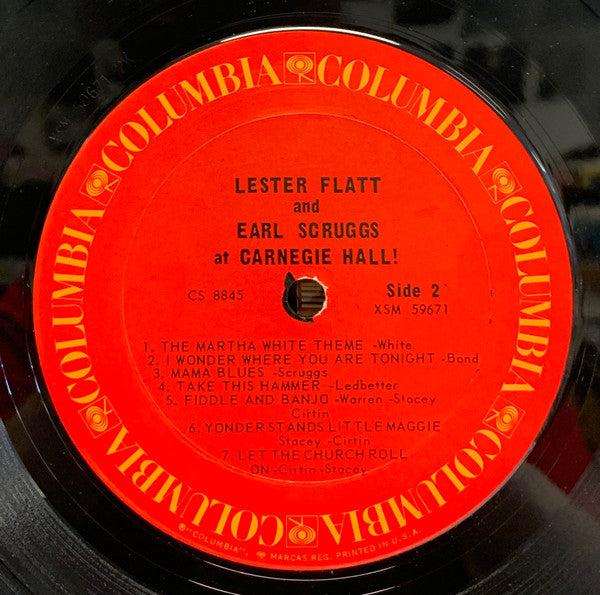 COLUMBIA COLUMBIA COLUMBIA COLUMBIA COLUMBIA COLUMBIA
LESTER FLATT
and
EARL SCRUGGS
at CARNEGIE HALL!
CS 8845
Side 2
XSM 59671
1. THE MARTHA WHITE THEME -White
2. I WONDER WHERE YOU ARE TONIGHT -Bond
3. MAMA BLUES -Scruggs
4. TAKE THIS HAMMER -Ledbetter
5. FIDDLE AND BANJO -Warren -Stacey
Cirtin
6. YONDER STANDS LITTLE MAGGIE
Stacey -Cirtin
7. LET THE CHURCH ROLL
ON -Cirtin -Stacey
® "COLUMBIA", MARCAS REG. PRINTED IN U.S.A.